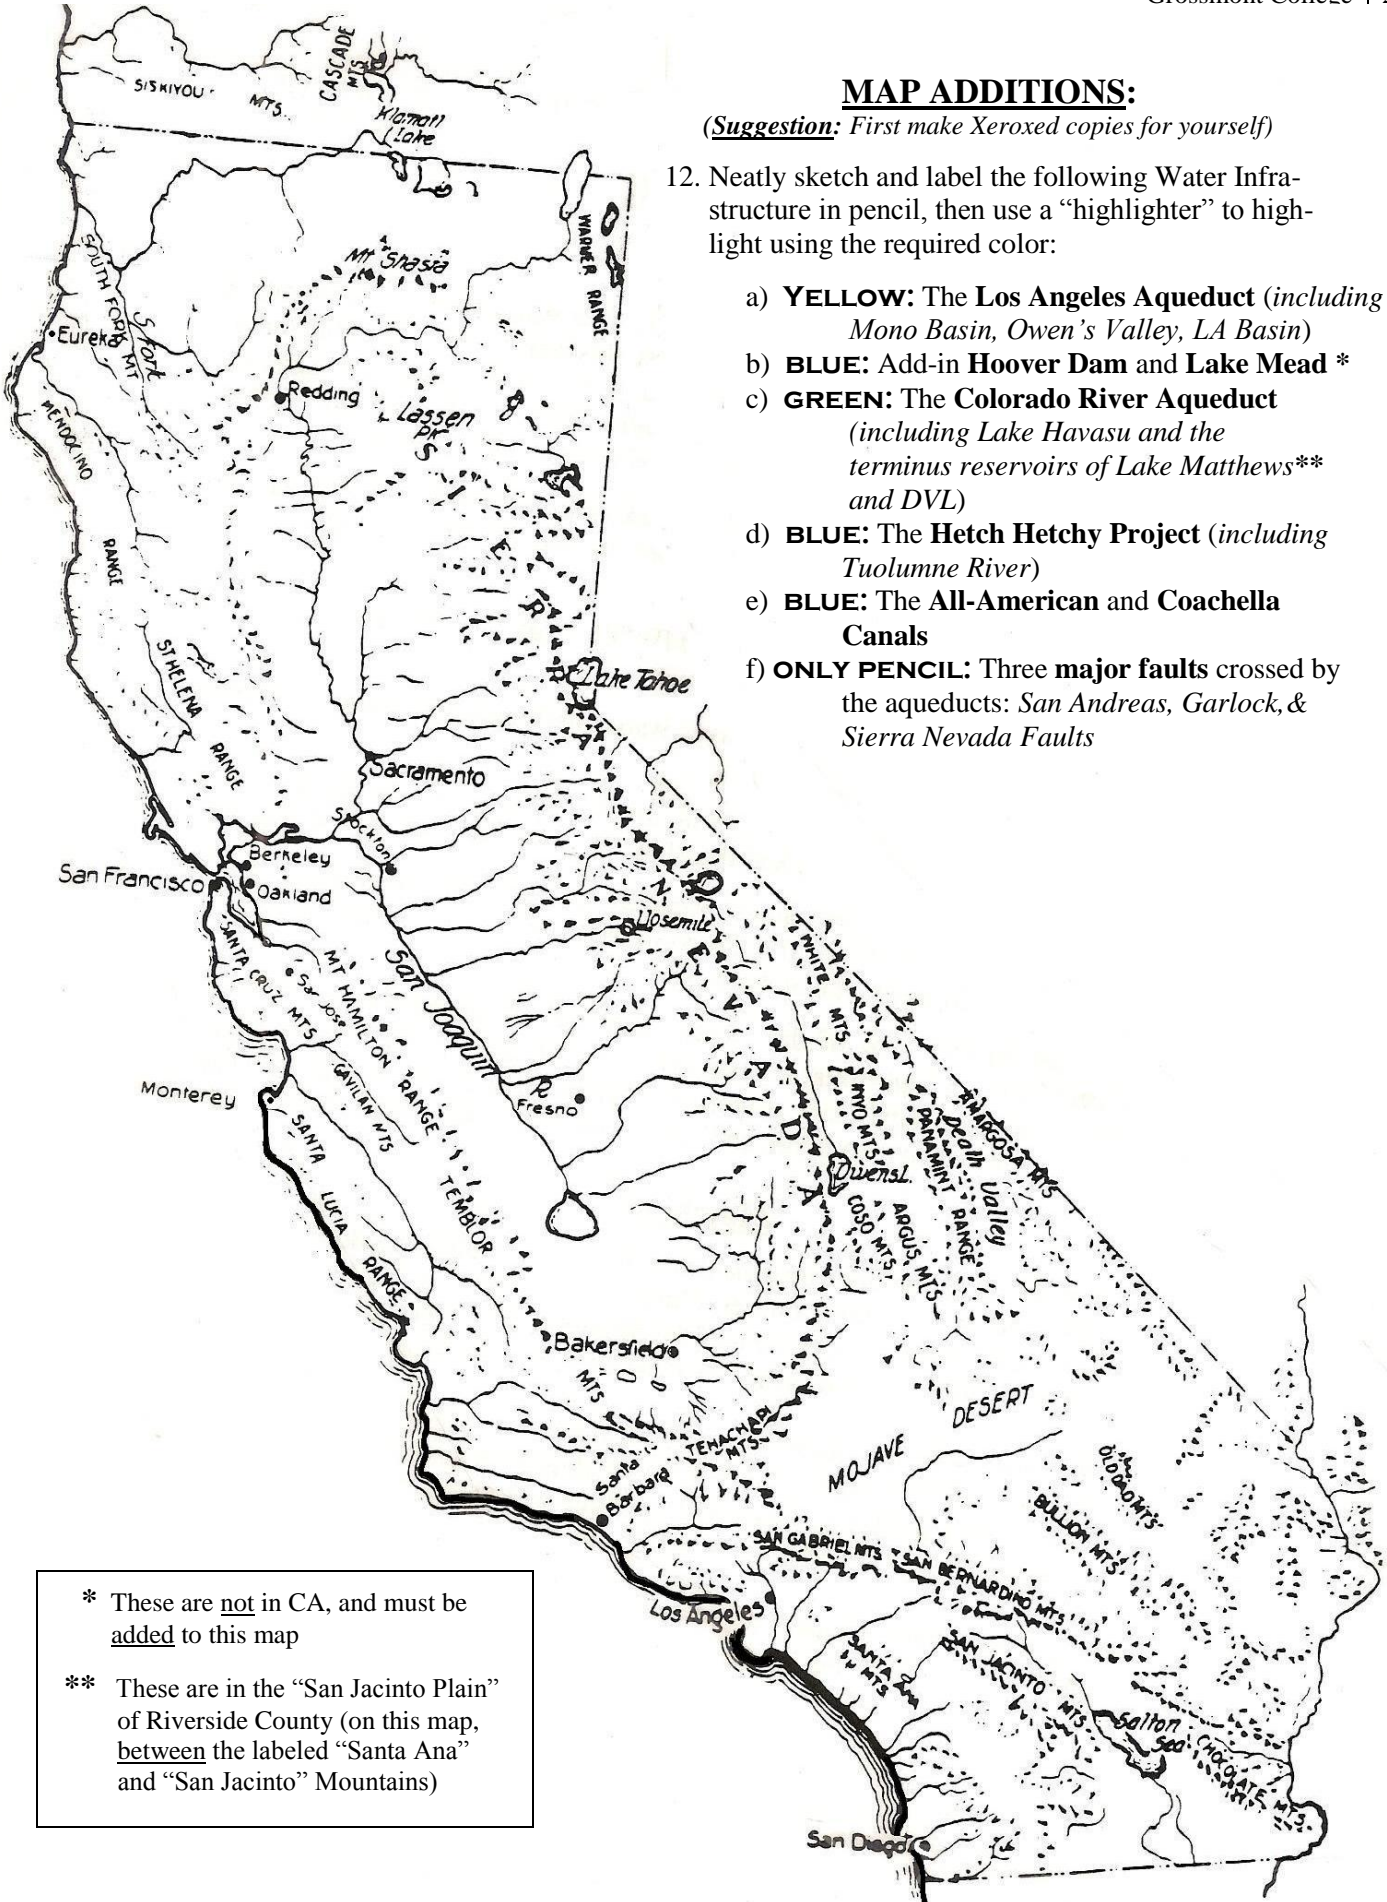 MAP ADDITIONS:
(Suggestion: First make Xeroxed copies for yourself)
12. Neatly sketch and label the following Water Infra-
structure in pencil, then use a “highlighter” to high-
light using the required color:
a) YELLOW: The Los Angeles Aqueduct (including
Mono Basin, Owen’s Valley, LA Basin)
b) BLUE: Add-in Hoover Dam and Lake Mead *
c) GREEN: The Colorado River Aqueduct
(including Lake Havasu and the
terminus reservoirs of Lake Matthews**
and DVL)
d) BLUE: The Hetch Hetchy Project (including
Tuolumne River)
e) BLUE: The All-American and Coachella
Canals
f) ONLY PENCIL: Three major faults crossed by
the aqueducts: San Andreas, Garlock,&
Sierra Nevada Faults
SISKIYOU MTS.
CASCADE MTS
Klamath
Lake
WARNER RANGE
Mt Shasta
SOUTH FORK MT
S Fork
Eureka
Redding
Lassen
PK
MENDOCINO
RANGE
S
E
R
R
A
ST HELENA
RANGE
Lake Tahoe
Sacramento
Stockton
Berkeley
San Francisco
Oakland
Yosemite
N
E
V
A
D
A
WHITE
MTS
SANTA
CRUZ MTS
San Jose
MT HAMILTON
RANGE
San Joaquin
R
Fresno
GAVILAN MTS
Monterey
INYO MTS
AMARGOSA MTS
Death Valley
PANAMINT
RANGE
Owens L.
COSO MTS.
ARGUS MTS
SANTA
LUCIA
RANGE
TEMBLOR
MTS
Bakersfield
TEHACHAPI
MTS
MOJAVE DESERT
Santa
Barbara
OLD DAD MTS
BULLION MTS
SAN GABRIEL MTS
SAN BERNARDINO MTS
Los Angeles
SANTA ANA
MTS
SAN JACINTO MTS
Salton
Sea
CHOCOLATE MTS.
San Diego
* These are not in CA, and must be
added to this map
** These are in the “San Jacinto Plain”
of Riverside County (on this map,
between the labeled “Santa Ana”
and “San Jacinto” Mountains)